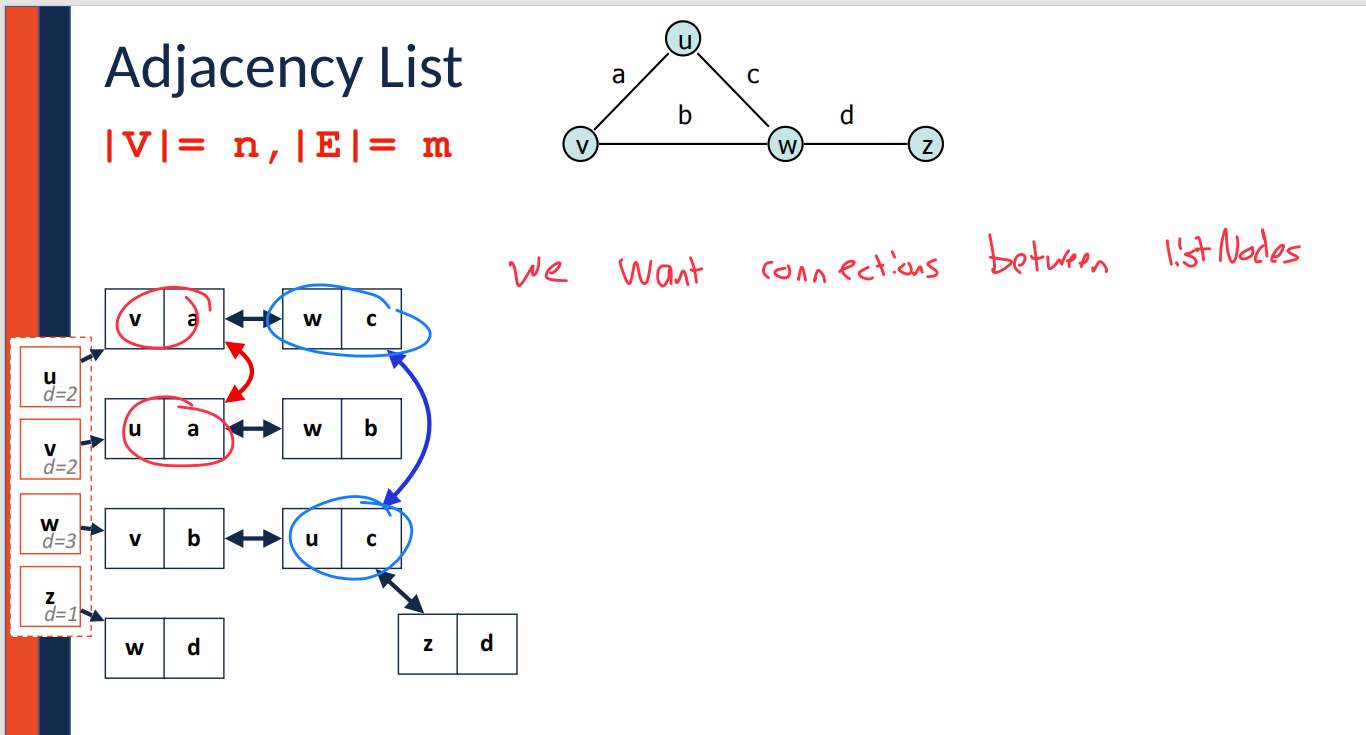 Adjacency List
|V|= n,|E|= m
u
a c
b d
v w z
we want connections between listNodes
v a w c
u
d=2
u a w b
v
d=2
v b u c
w
d=3
z
d=1
w d z d